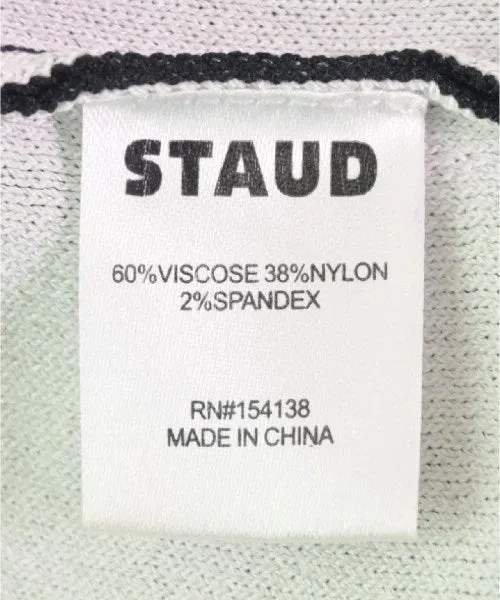 STAUD
60%VISCOSE 38%NYLON
2%SPANDEX
RN#154138
MADE IN CHINA